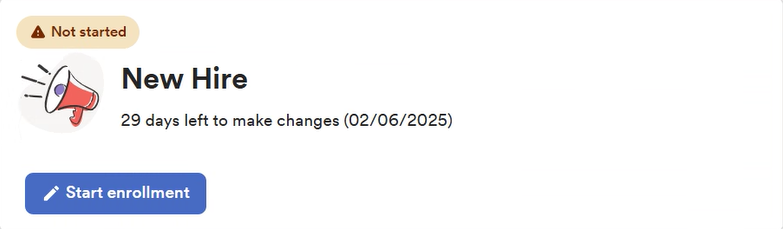 Not started
New Hire
29 days left to make changes (02/06/2025)
Start enrollment